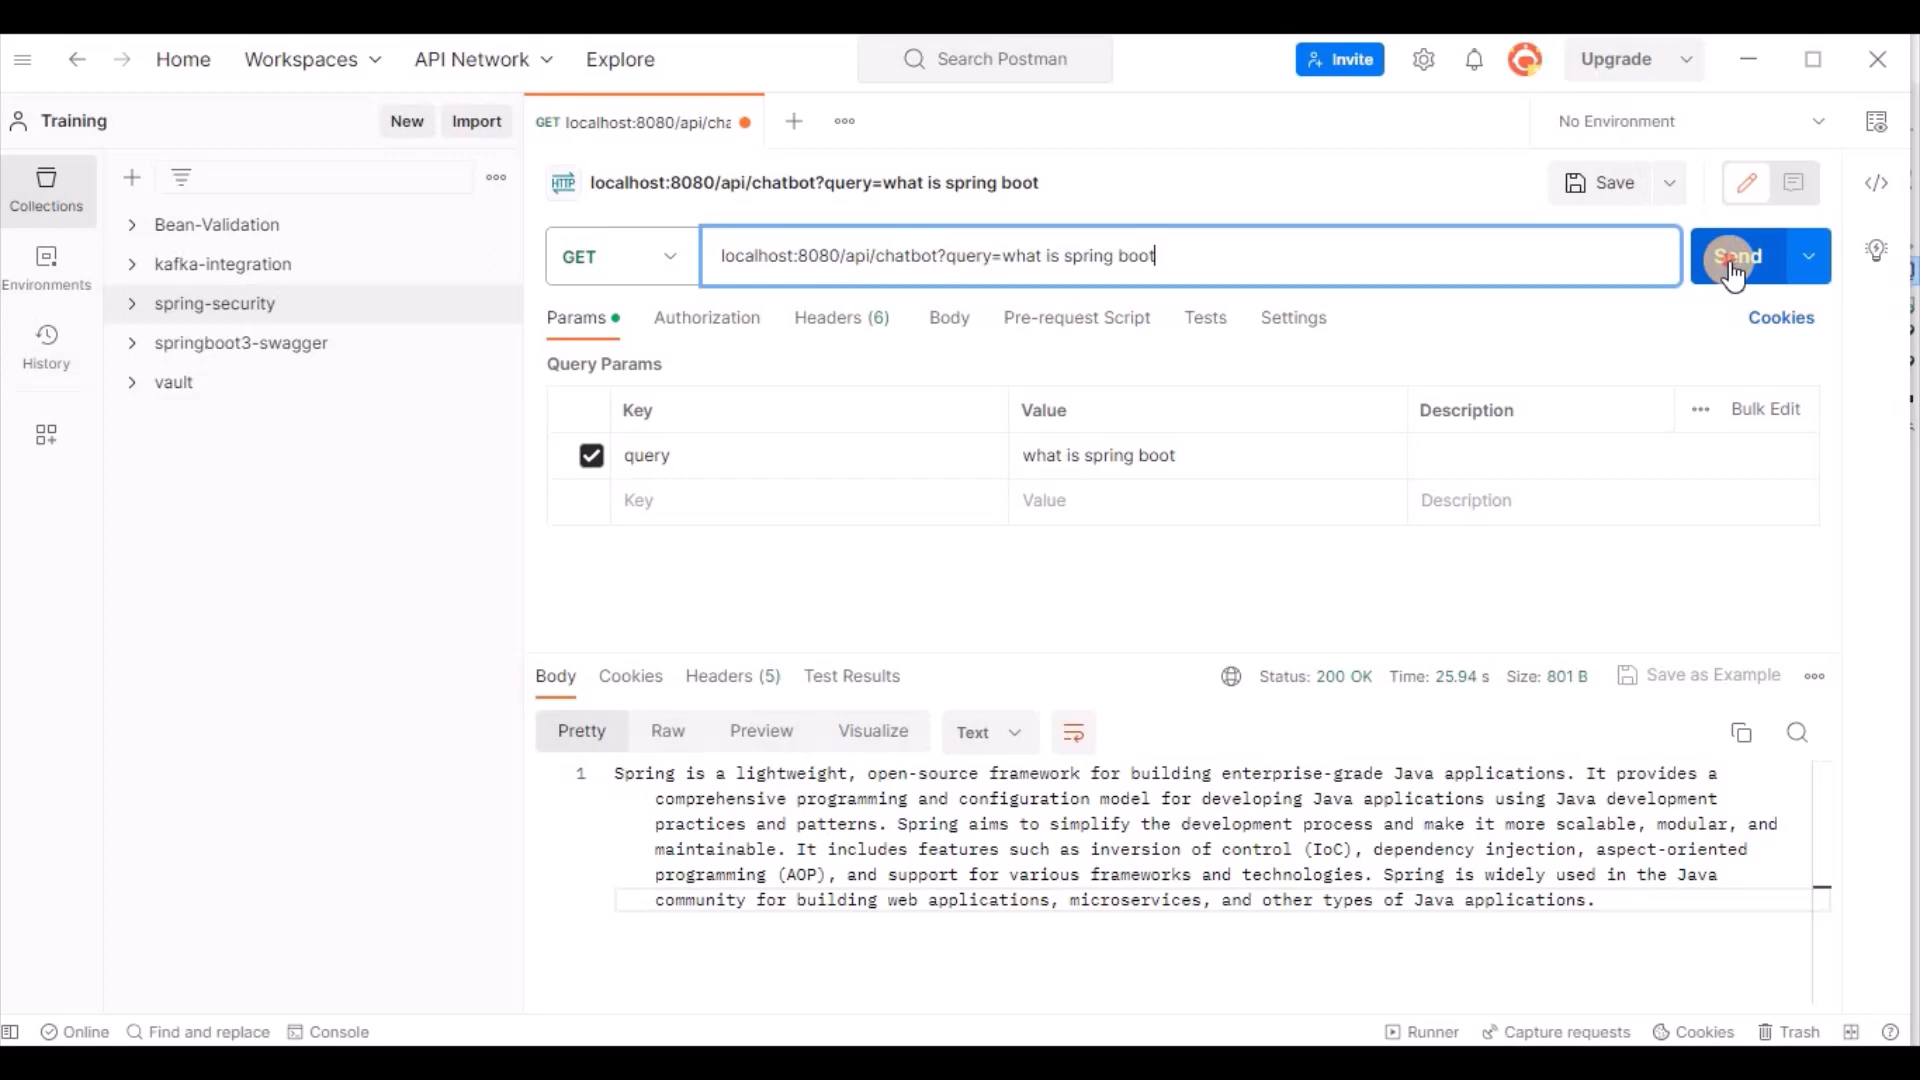 Home Workspaces API Network Explore Search Postman Invite Upgrade
Training New Import GET localhost:8080/api/cha No Environment
HTTP localhost:8080/api/chatbot?query=what is spring boot Save
Collections
Bean-Validation
kafka-integration
spring-security
springboot3-swagger
vault
Environments
History
GET localhost:8080/api/chatbot?query=what is spring boot Send
Params Authorization Headers (6) Body Pre-request Script Tests Settings Cookies
Query Params
Key Value Description Bulk Edit
query what is spring boot
Key Value Description
Body Cookies Headers (5) Test Results Status: 200 OK Time: 25.94 s Size: 801 B Save as Example
Pretty Raw Preview Visualize Text
1 Spring is a lightweight, open-source framework for building enterprise-grade Java applications. It provides a
comprehensive programming and configuration model for developing Java applications using Java development
practices and patterns. Spring aims to simplify the development process and make it more scalable, modular, and
maintainable. It includes features such as inversion of control (IoC), dependency injection, aspect-oriented
programming (AOP), and support for various frameworks and technologies. Spring is widely used in the Java
community for building web applications, microservices, and other types of Java applications.
Online Find and replace Console Runner Capture requests Cookies Trash